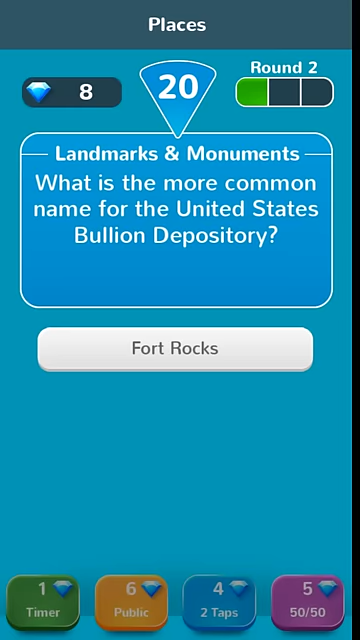 Places
8
20
Round 2
Landmarks & Monuments
What is the more common
name for the United States
Bullion Depository?
Fort Rocks
1
Timer
6
Public
4
2 Taps
5
50/50